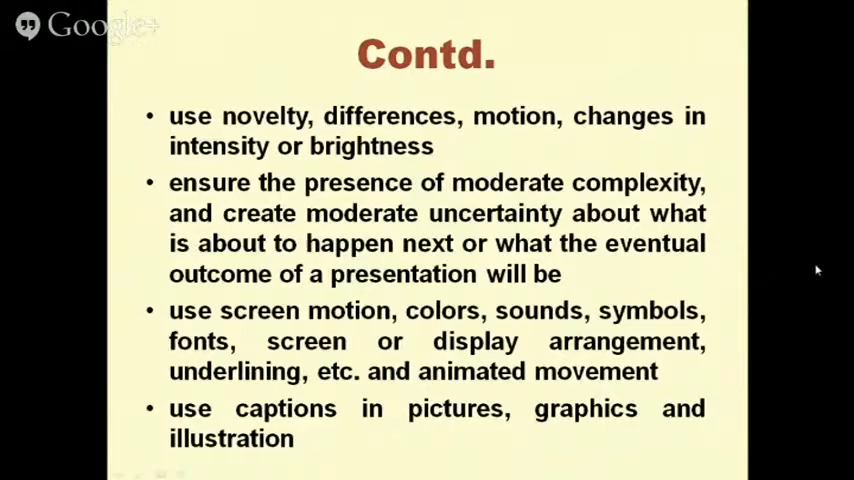 Google+
Contd.
• use novelty, differences, motion, changes in
intensity or brightness
• ensure the presence of moderate complexity,
and create moderate uncertainty about what
is about to happen next or what the eventual
outcome of a presentation will be
• use screen motion, colors, sounds, symbols,
fonts, screen or display arrangement,
underlining, etc. and animated movement
• use captions in pictures, graphics and
illustration